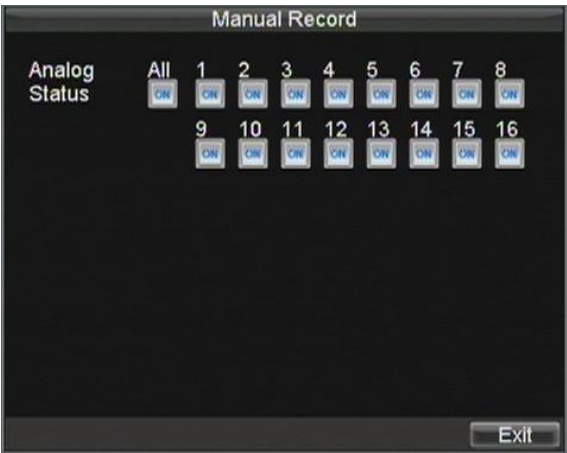 Manual Record
Analog All 1 2 3 4 5 6 7 8
Status ON ON ON ON ON ON ON ON ON
9 10 11 12 13 14 15 16
ON ON ON ON ON ON ON ON
Exit